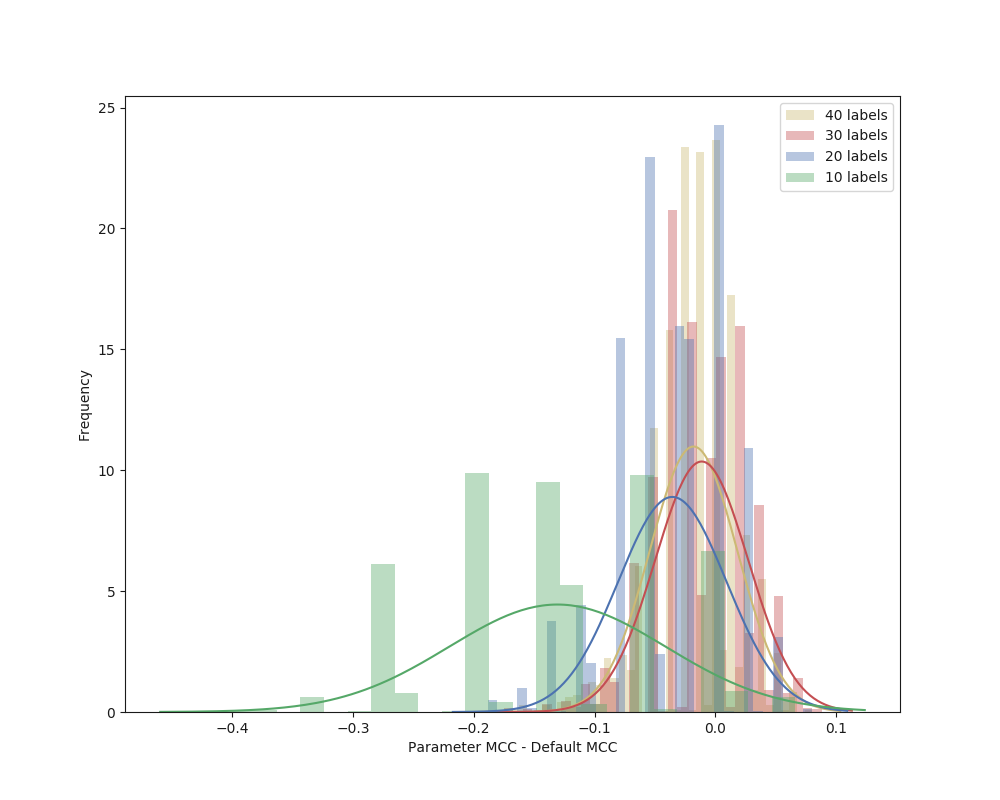 25
20
15
10
5
0
Frequency
40 labels
30 labels
20 labels
10 labels
−0.4 −0.3 −0.2 −0.1 0.0 0.1
Parameter MCC - Default MCC